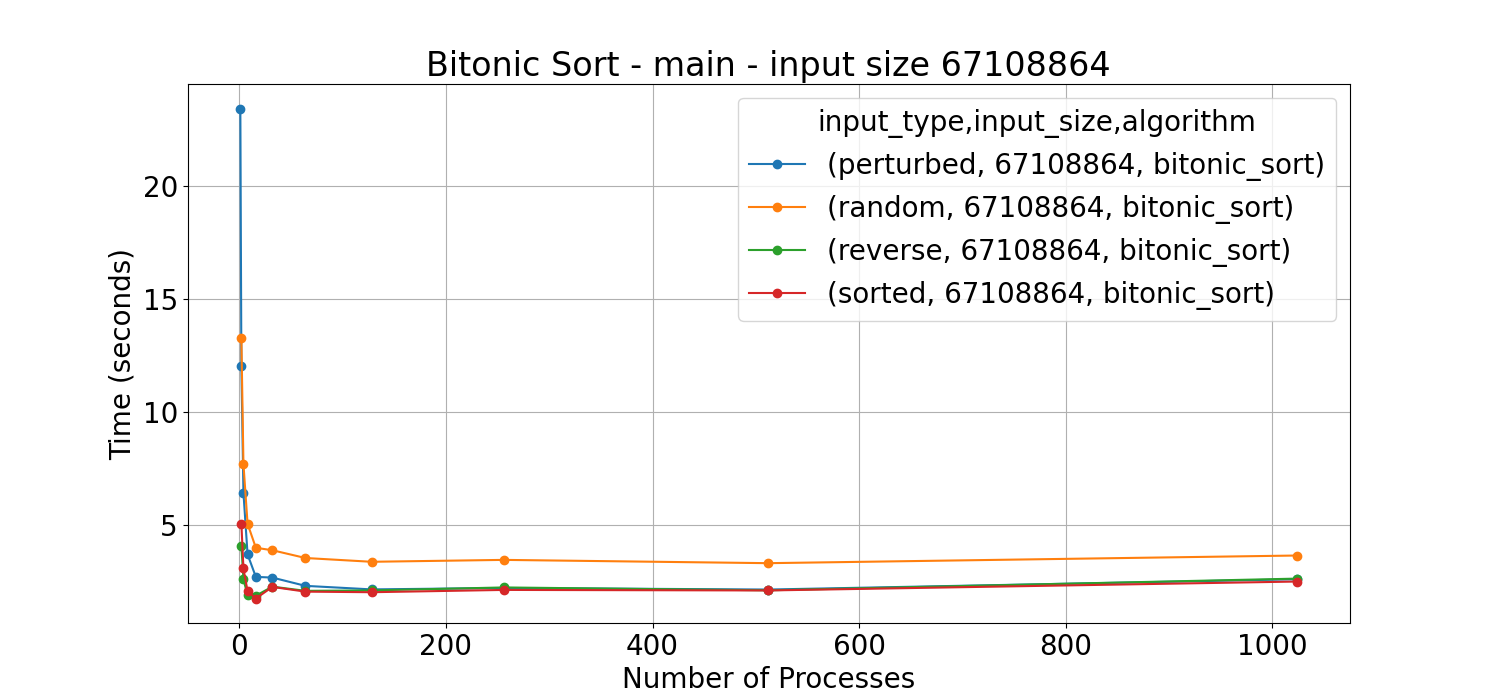 Bitonic Sort - main - input size 67108864
input_type,input_size,algorithm
(perturbed, 67108864, bitonic_sort)
(random, 67108864, bitonic_sort)
(reverse, 67108864, bitonic_sort)
(sorted, 67108864, bitonic_sort)
Time (seconds)
20
15
10
5
0 200 400 600 800 1000
Number of Processes